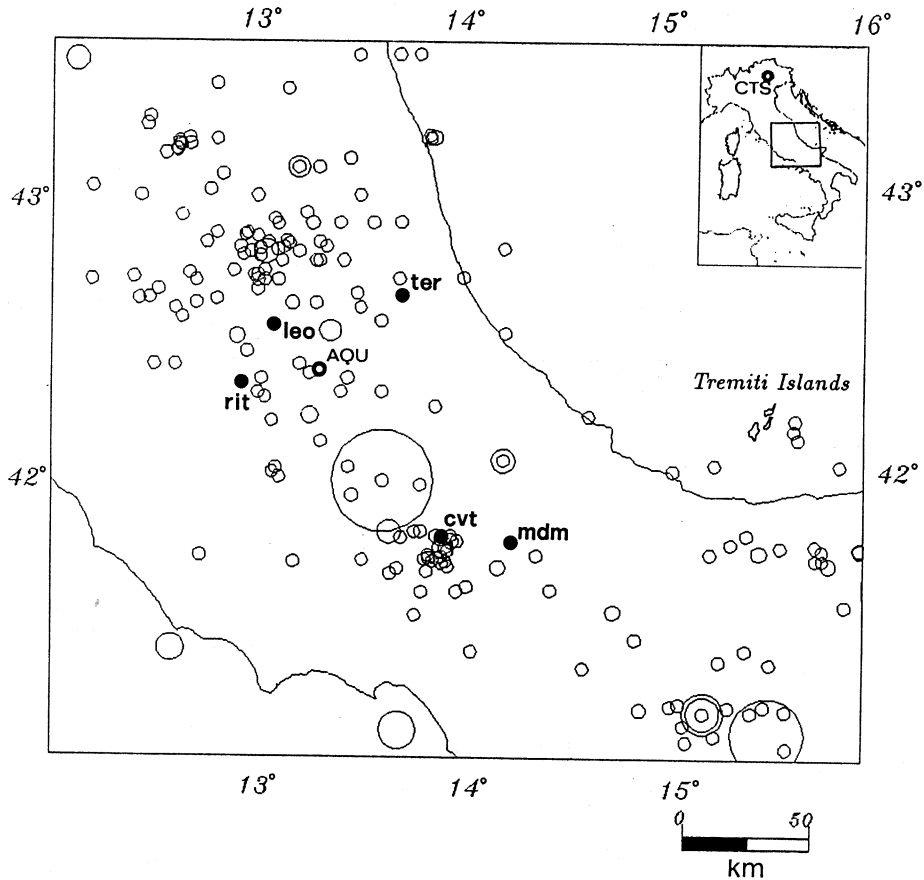 13° 14° 15° 16°
CTS
43° 43°
ter
leo
AQU
rit
Tremiti Islands
42° 42°
cvt
mdm
13° 14° 15°
0 50
km